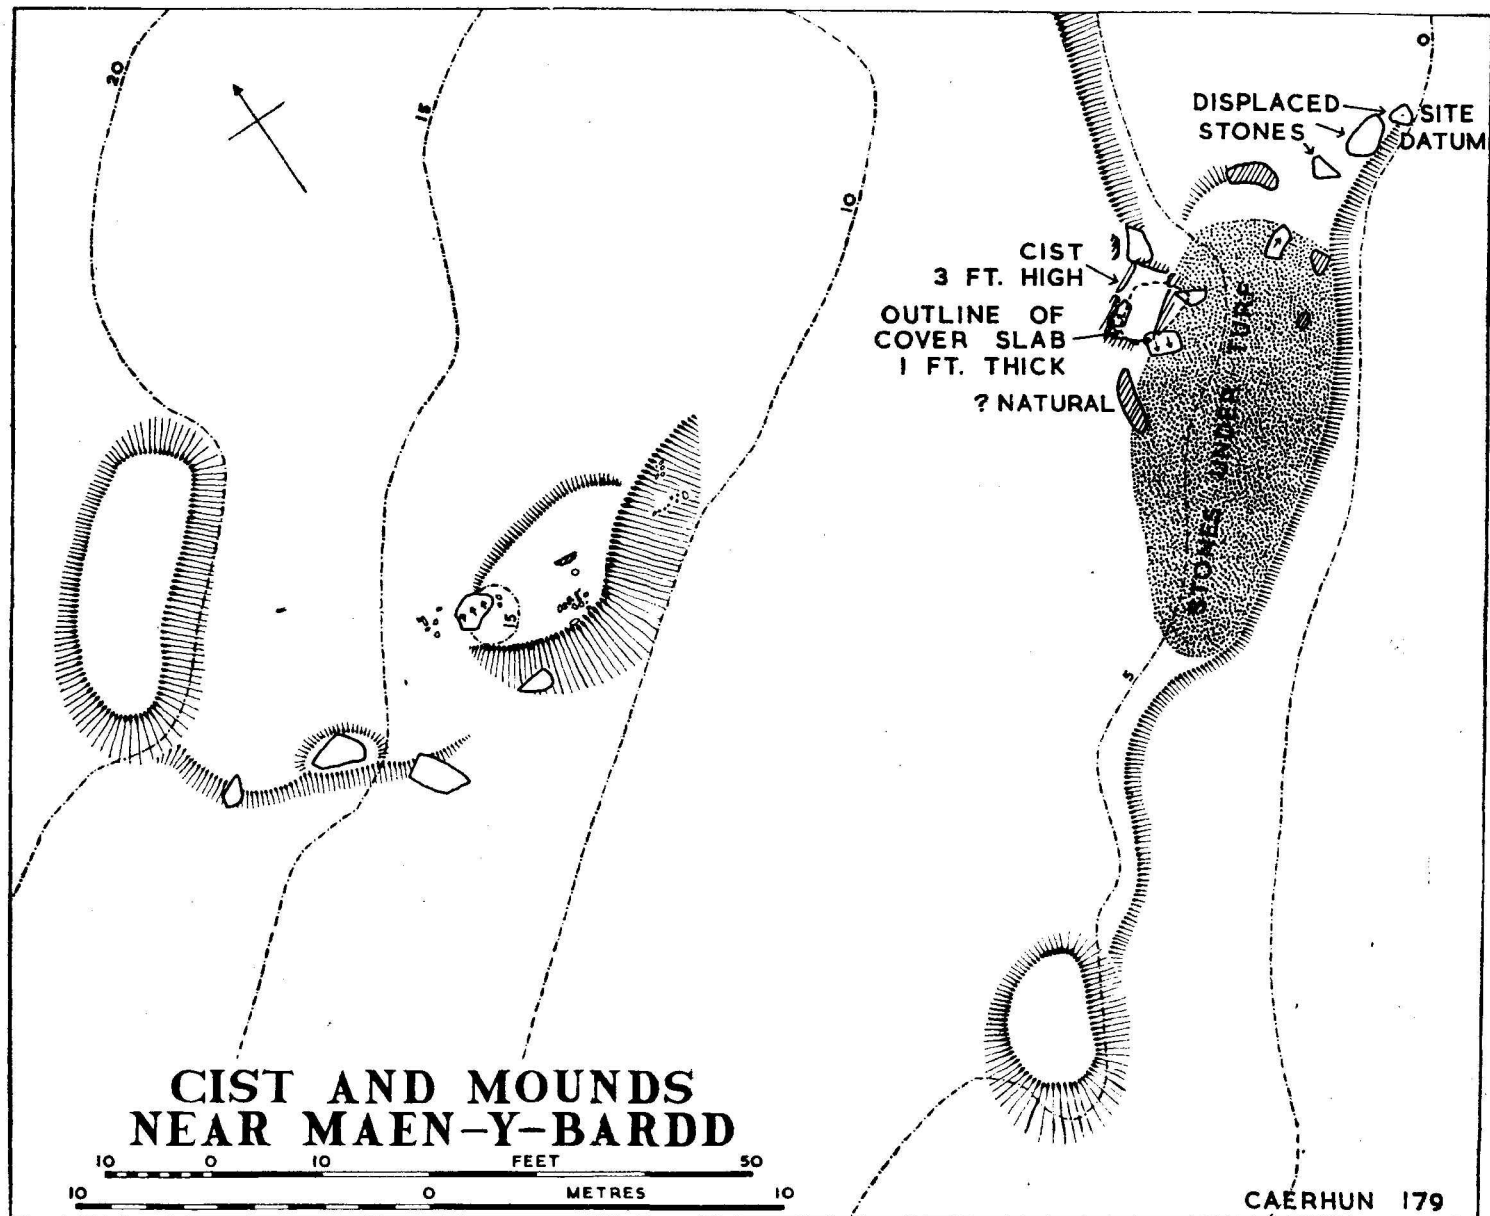 20
15
10
0
DISPLACED
STONES
SITE
DATUM
CIST
3 FT. HIGH
OUTLINE OF
COVER SLAB
1 FT. THICK
? NATURAL
STONES UNDER TURF
15
5
CIST AND MOUNDS
NEAR MAEN-Y-BARDD
10 0 10 FEET 50
10 0 METRES 10
CAERHUN 179